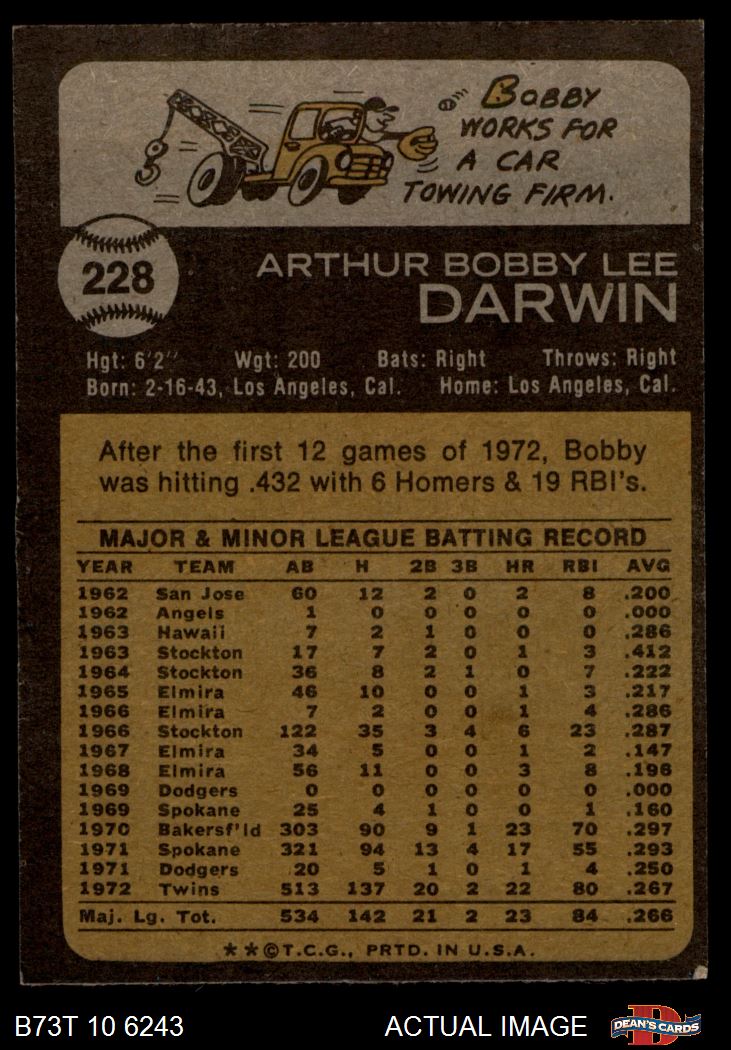 BOBBY
WORKS FOR
A CAR
TOWING FIRM.
228
ARTHUR BOBBY LEE
DARWIN
Hgt: 6'2" Wgt: 200 Bats: Right Throws: Right
Born: 2-16-43, Los Angeles, Cal. Home: Los Angeles, Cal.
After the first 12 games of 1972, Bobby
was hitting .432 with 6 Homers & 19 RBI's.
MAJOR & MINOR LEAGUE BATTING RECORD
YEAR TEAM AB H 2B 3B HR RBI AVG
1962 San Jose 60 12 2 0 2 8 .200
1962 Angels 1 0 0 0 0 0 .000
1963 Hawaii 7 2 1 0 0 0 .286
1963 Stockton 17 7 2 0 1 3 .412
1964 Stockton 36 8 2 1 0 7 .222
1965 Elmira 46 10 0 0 1 3 .217
1966 Elmira 7 2 0 0 1 4 .286
1966 Stockton 122 35 3 4 6 23 .287
1967 Elmira 34 5 0 0 1 2 .147
1968 Elmira 56 11 0 0 3 8 .196
1969 Dodgers 0 0 0 0 0 0 .000
1969 Spokane 25 4 1 0 0 1 .160
1970 Bakersf'ld 303 90 9 1 23 70 .297
1971 Spokane 321 94 13 4 17 55 .293
1971 Dodgers 20 5 1 0 1 4 .250
1972 Twins 513 137 20 2 22 80 .267
Maj. Lg. Tot. 534 142 21 2 23 84 .266
**©T.C.G., PRTD. IN U.S.A.
B73T 10 6243 ACTUAL IMAGE DEAN'S CARDS